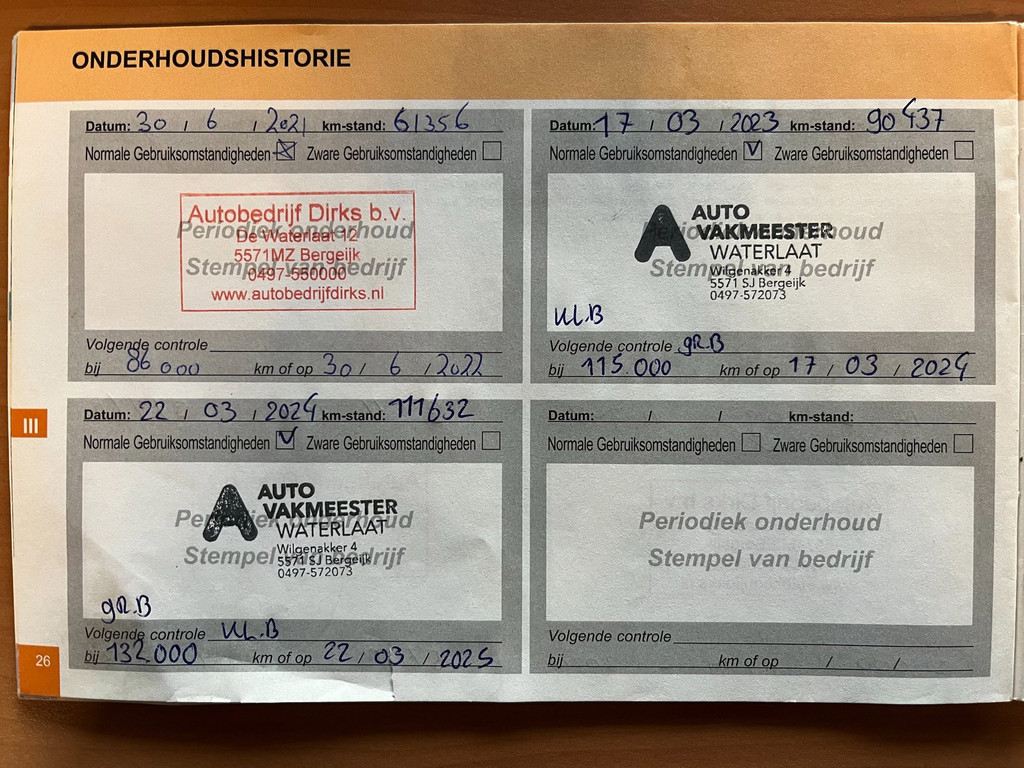 ONDERHOUDSHISTORIE
Datum: 30 / 6 / 2021 km-stand: 61356
Normale Gebruiksomstandigheden Zware Gebruiksomstandigheden
Autobedrijf Dirks b.v.
Periodiek onderhoud
De Waterlaat 12
5571MZ Bergeijk
Stempel van bedrijf
0497-550000
www.autobedrijfdirks.nl
Volgende controle
bij 86000 km of op 30 / 6 / 2022
Datum: 17 / 03 / 2023 km-stand: 90437
Normale Gebruiksomstandigheden V Zware Gebruiksomstandigheden
AUTO
VAKMEESTER
Periodiek onderhoud
WATERLAAT
Stempel van bedrijf
Wilgenakker 4
5571 SJ Bergeijk
0497-572073
KL.B
Volgende controle gR.B
bij 115.000 km of op 17 / 03 / 2024
III
Datum: 22 / 03 / 2024 km-stand: 111632
Normale Gebruiksomstandigheden V Zware Gebruiksomstandigheden
AUTO
VAKMEESTER
Periodiek onderhoud
WATERLAAT
Wilgenakker 4
Stempel van bedrijf
5571 SJ Bergeijk
0497-572073
gR.B
Volgende controle KL.B
bij 132.000 km of op 22 / 03 / 2025
Datum: / / km-stand:
Normale Gebruiksomstandigheden Zware Gebruiksomstandigheden
Periodiek onderhoud
Stempel van bedrijf
Volgende controle
bij km of op / /
26